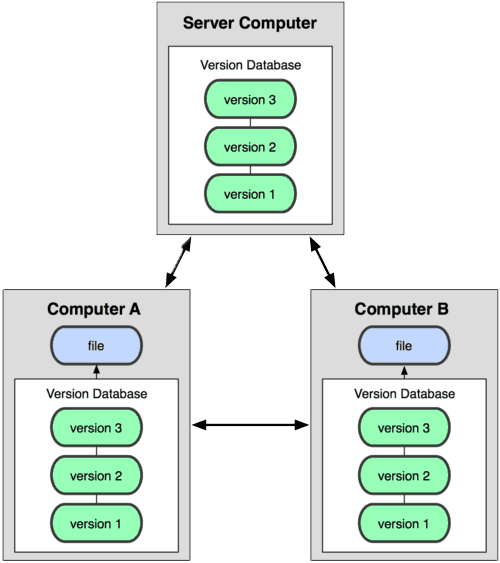 Server Computer
Version Database
version 3
version 2
version 1
Computer A
file
Version Database
version 3
version 2
version 1
Computer B
file
Version Database
version 3
version 2
version 1